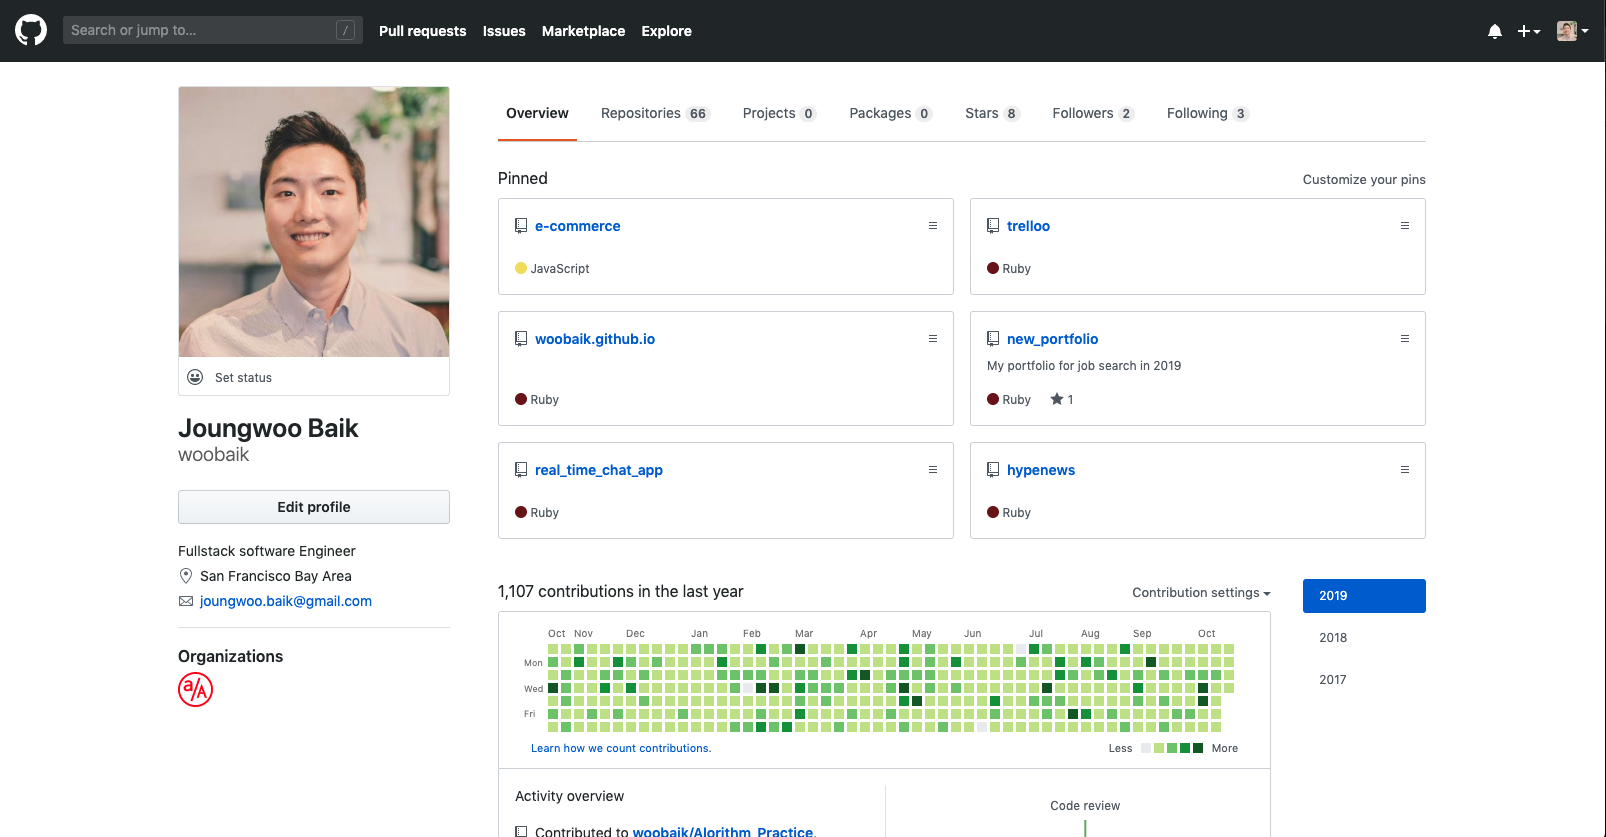 Search or jump to... /
Pull requests Issues Marketplace Explore
Set status
Joungwoo Baik
woobaik
Edit profile
Fullstack software Engineer
San Francisco Bay Area
joungwoo.baik@gmail.com
Organizations
a/A
Overview Repositories 66 Projects 0 Packages 0 Stars 8 Followers 2 Following 3
Pinned Customize your pins
e-commerce
JavaScript
trelloo
Ruby
woobaik.github.io
Ruby
new_portfolio
My portfolio for job search in 2019
Ruby 1
real_time_chat_app
Ruby
hypenews
Ruby
1,107 contributions in the last year Contribution settings
2019
2018
2017
Oct Nov Dec Jan Feb Mar Apr May Jun Jul Aug Sep Oct
Mon
Wed
Fri
Learn how we count contributions. Less More
Activity overview
Contributed to woobaik/Alorithm_Practice,
Code review